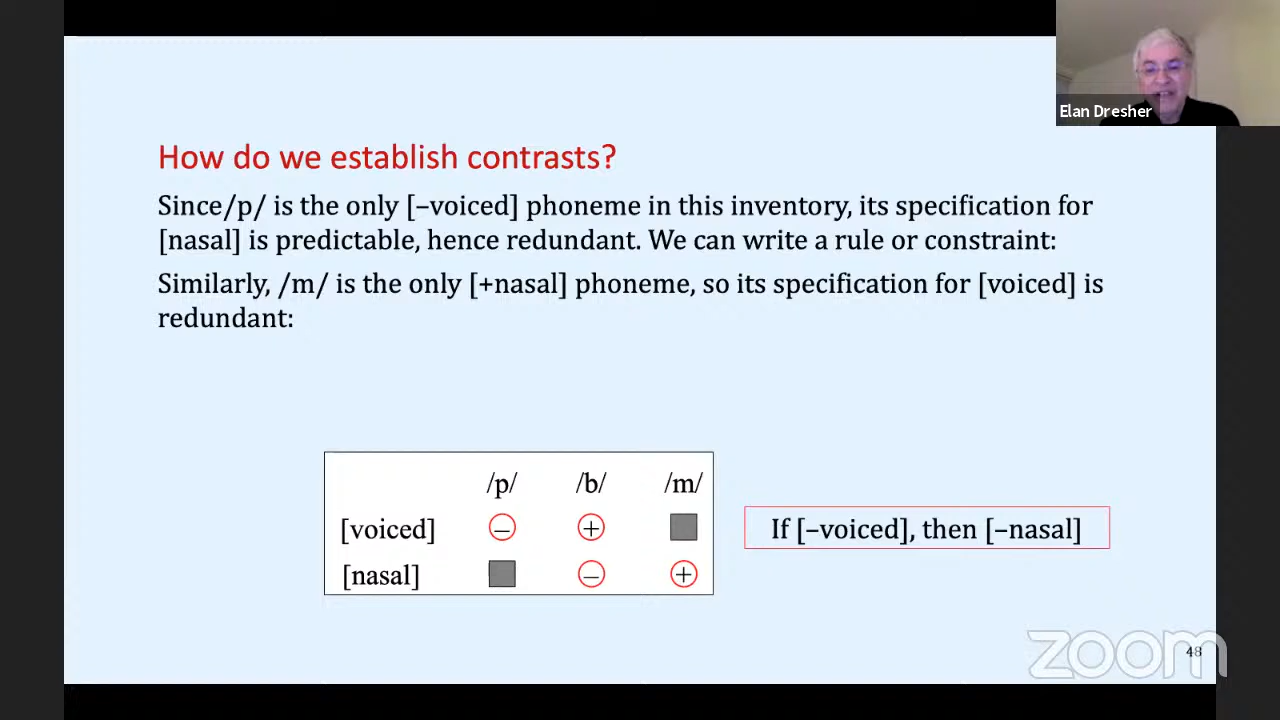 Elan Dresher
How do we establish contrasts?
Since/p/ is the only [–voiced] phoneme in this inventory, its specification for
[nasal] is predictable, hence redundant. We can write a rule or constraint:
Similarly, /m/ is the only [+nasal] phoneme, so its specification for [voiced] is
redundant:
/p/ /b/ /m/
[voiced] – +
[nasal] – +
If [–voiced], then [–nasal]
zoom
48